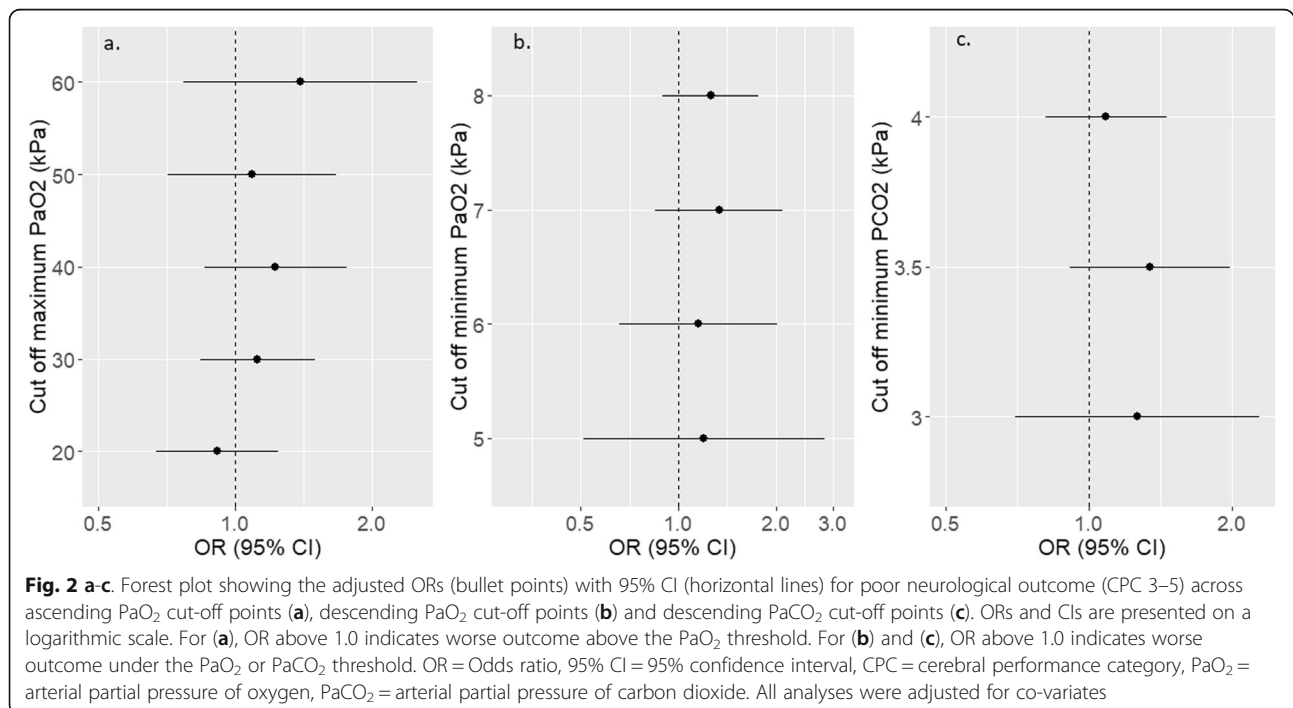 a.
60
50
40
30
20
Cut off maximum PaO2 (kPa)
0.5 1.0 2.0
OR (95% CI)
b.
8
7
6
5
Cut off minimum PaO2 (kPa)
0.5 1.0 2.0 3.0
OR (95% CI)
c.
4
3.5
3
Cut off minimum PCO2 (kPa)
0.5 1.0 2.0
OR (95% CI)
Fig. 2 a-c. Forest plot showing the adjusted ORs (bullet points) with 95% CI (horizontal lines) for poor neurological outcome (CPC 3–5) across
ascending PaO₂ cut-off points (a), descending PaO₂ cut-off points (b) and descending PaCO₂ cut-off points (c). ORs and CIs are presented on a
logarithmic scale. For (a), OR above 1.0 indicates worse outcome above the PaO₂ threshold. For (b) and (c), OR above 1.0 indicates worse
outcome under the PaO₂ or PaCO₂ threshold. OR = Odds ratio, 95% CI = 95% confidence interval, CPC = cerebral performance category, PaO₂ =
arterial partial pressure of oxygen, PaCO₂ = arterial partial pressure of carbon dioxide. All analyses were adjusted for co-variates